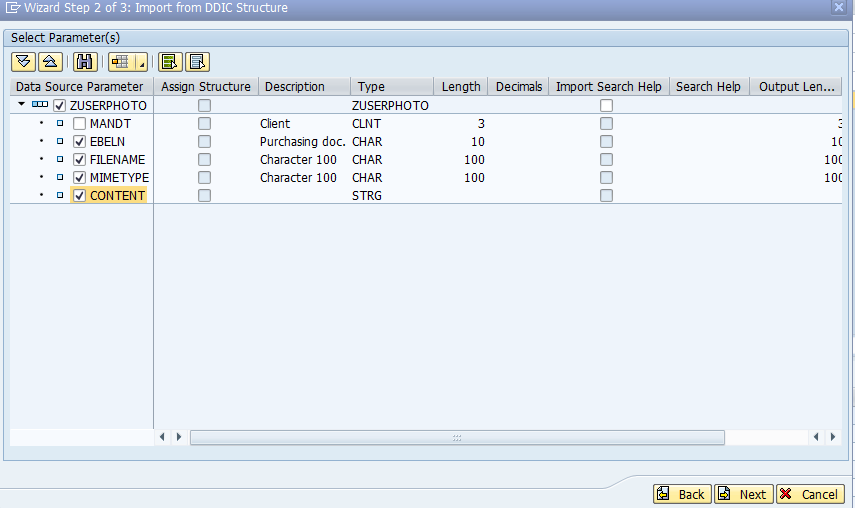 Wizard Step 2 of 3: Import from DDIC Structure
Select Parameter(s)
Data Source Parameter Assign Structure Description Type Length Decimals Import Search Help Search Help Output Len...
ZUSERPHOTO ZUSERPHOTO
MANDT Client CLNT 3 3
EBELN Purchasing doc. CHAR 10 10
FILENAME Character 100 CHAR 100 100
MIMETYPE Character 100 CHAR 100 100
CONTENT STRG
Back Next Cancel